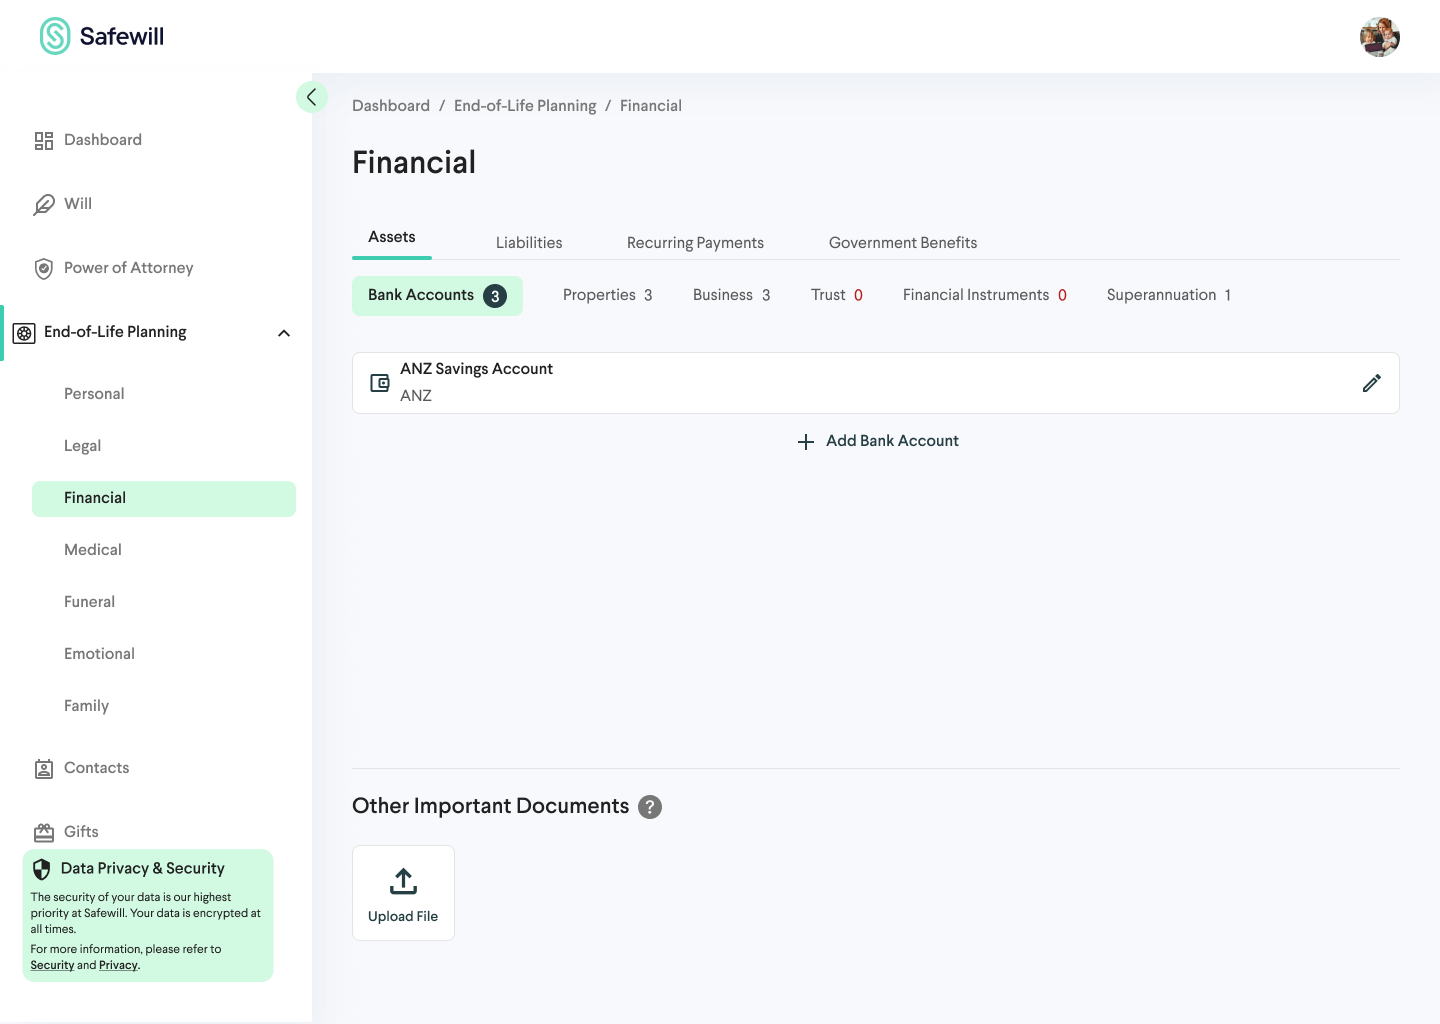 Safewill
Dashboard
Will
Power of Attorney
End-of-Life Planning
Personal
Legal
Financial
Medical
Funeral
Emotional
Family
Contacts
Gifts
Data Privacy & Security
The security of your data is our highest
priority at Safewill. Your data is encrypted at
all times.
For more information, please refer to
Security and Privacy.
Dashboard / End-of-Life Planning / Financial
Financial
Assets Liabilities Recurring Payments Government Benefits
Bank Accounts 3 Properties 3 Business 3 Trust 0 Financial Instruments 0 Superannuation 1
ANZ Savings Account
ANZ
Add Bank Account
Other Important Documents ?
Upload File